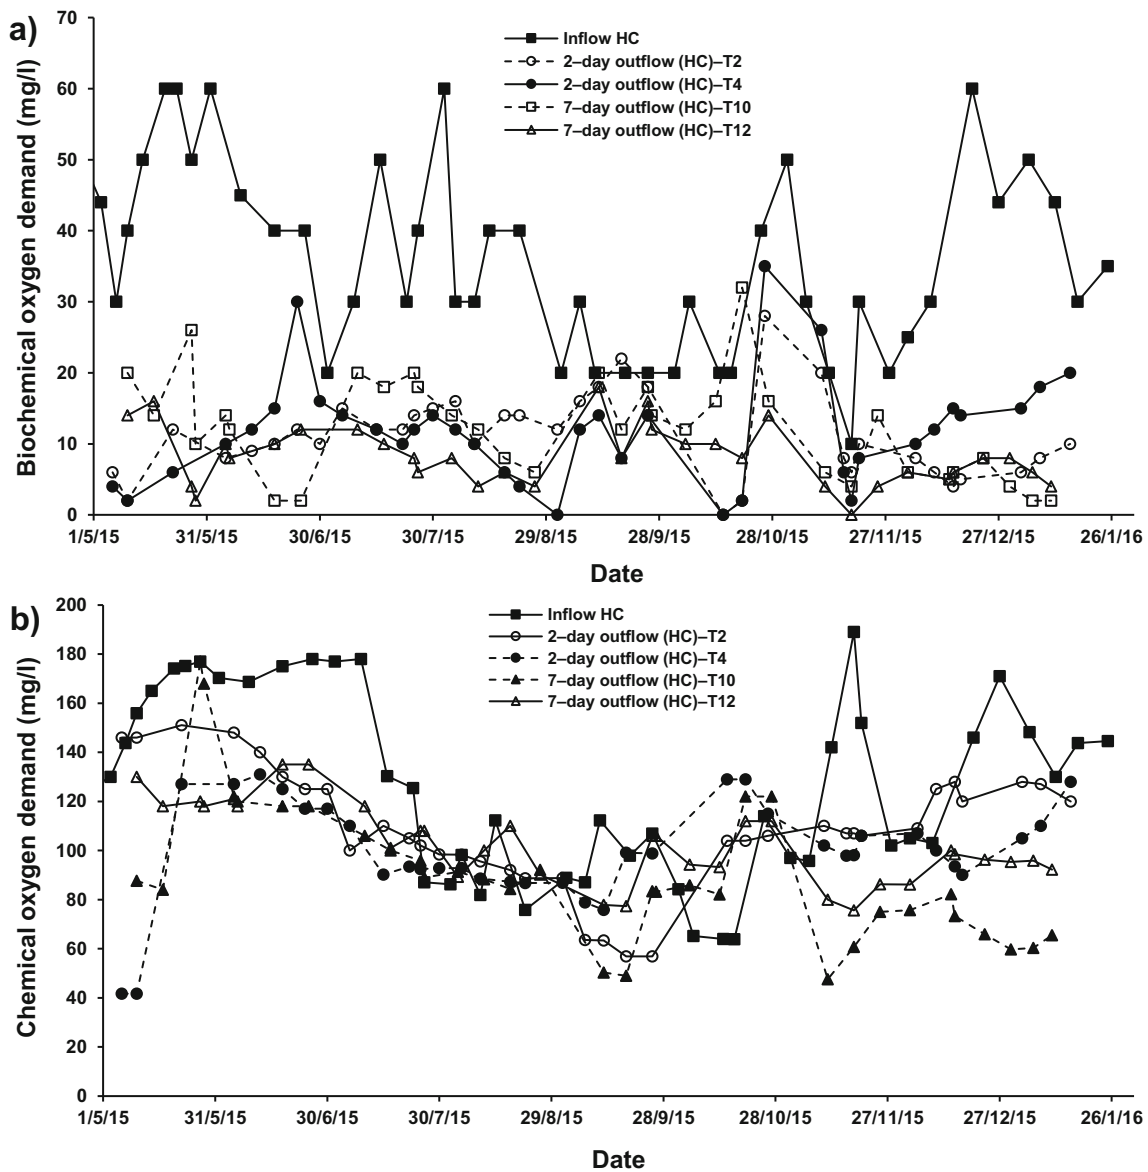 a)
Biochemical oxygen demand (mg/l)
70
60
50
40
30
20
10
0
Inflow HC
2–day outflow (HC)–T2
2–day outflow (HC)–T4
7–day outflow (HC)–T10
7–day outflow (HC)–T12
1/5/15 31/5/15 30/6/15 30/7/15 29/8/15 28/9/15 28/10/15 27/11/15 27/12/15 26/1/16
Date
b)
Chemical oxygen demand (mg/l)
200
180
160
140
120
100
80
60
40
20
0
Inflow HC
2–day outflow (HC)–T2
2–day outflow (HC)–T4
7–day outflow (HC)–T10
7–day outflow (HC)–T12
1/5/15 31/5/15 30/6/15 30/7/15 29/8/15 28/9/15 28/10/15 27/11/15 27/12/15 26/1/16
Date